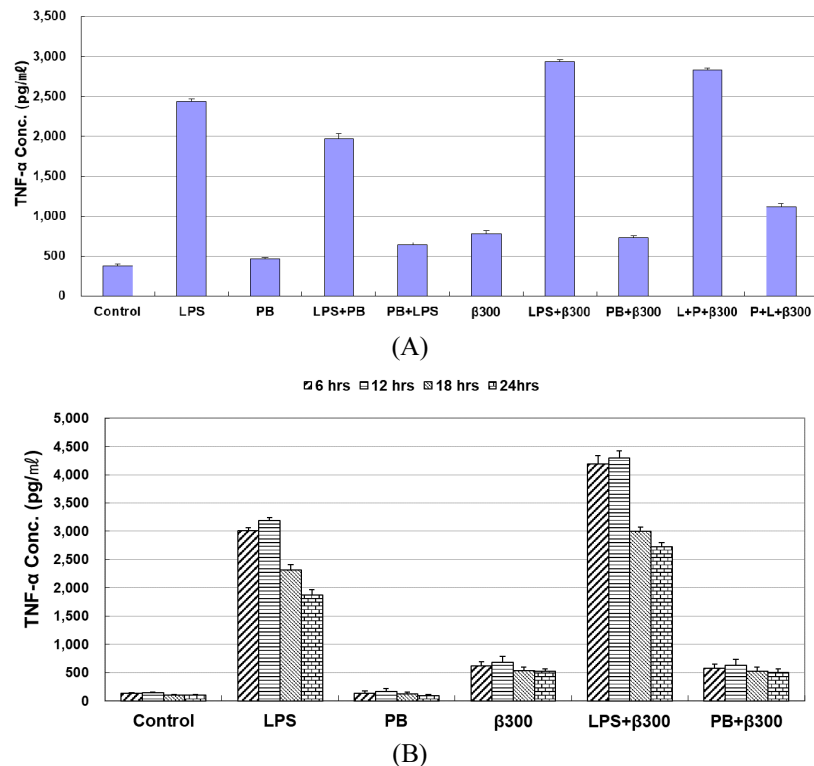 3,500
3,000
2,500
2,000
1,500
1,000
500
0
TNF-α Conc. (pg/㎖)
Control LPS PB LPS+PB PB+LPS β300 LPS+β300 PB+β300 L+P+β300 P+L+β300
(A)
6 hrs 12 hrs 18 hrs 24hrs
5,000
4,500
4,000
3,500
3,000
2,500
2,000
1,500
1,000
500
0
TNF-α Conc. (pg/㎖)
Control LPS PB β300 LPS+β300 PB+β300
(B)